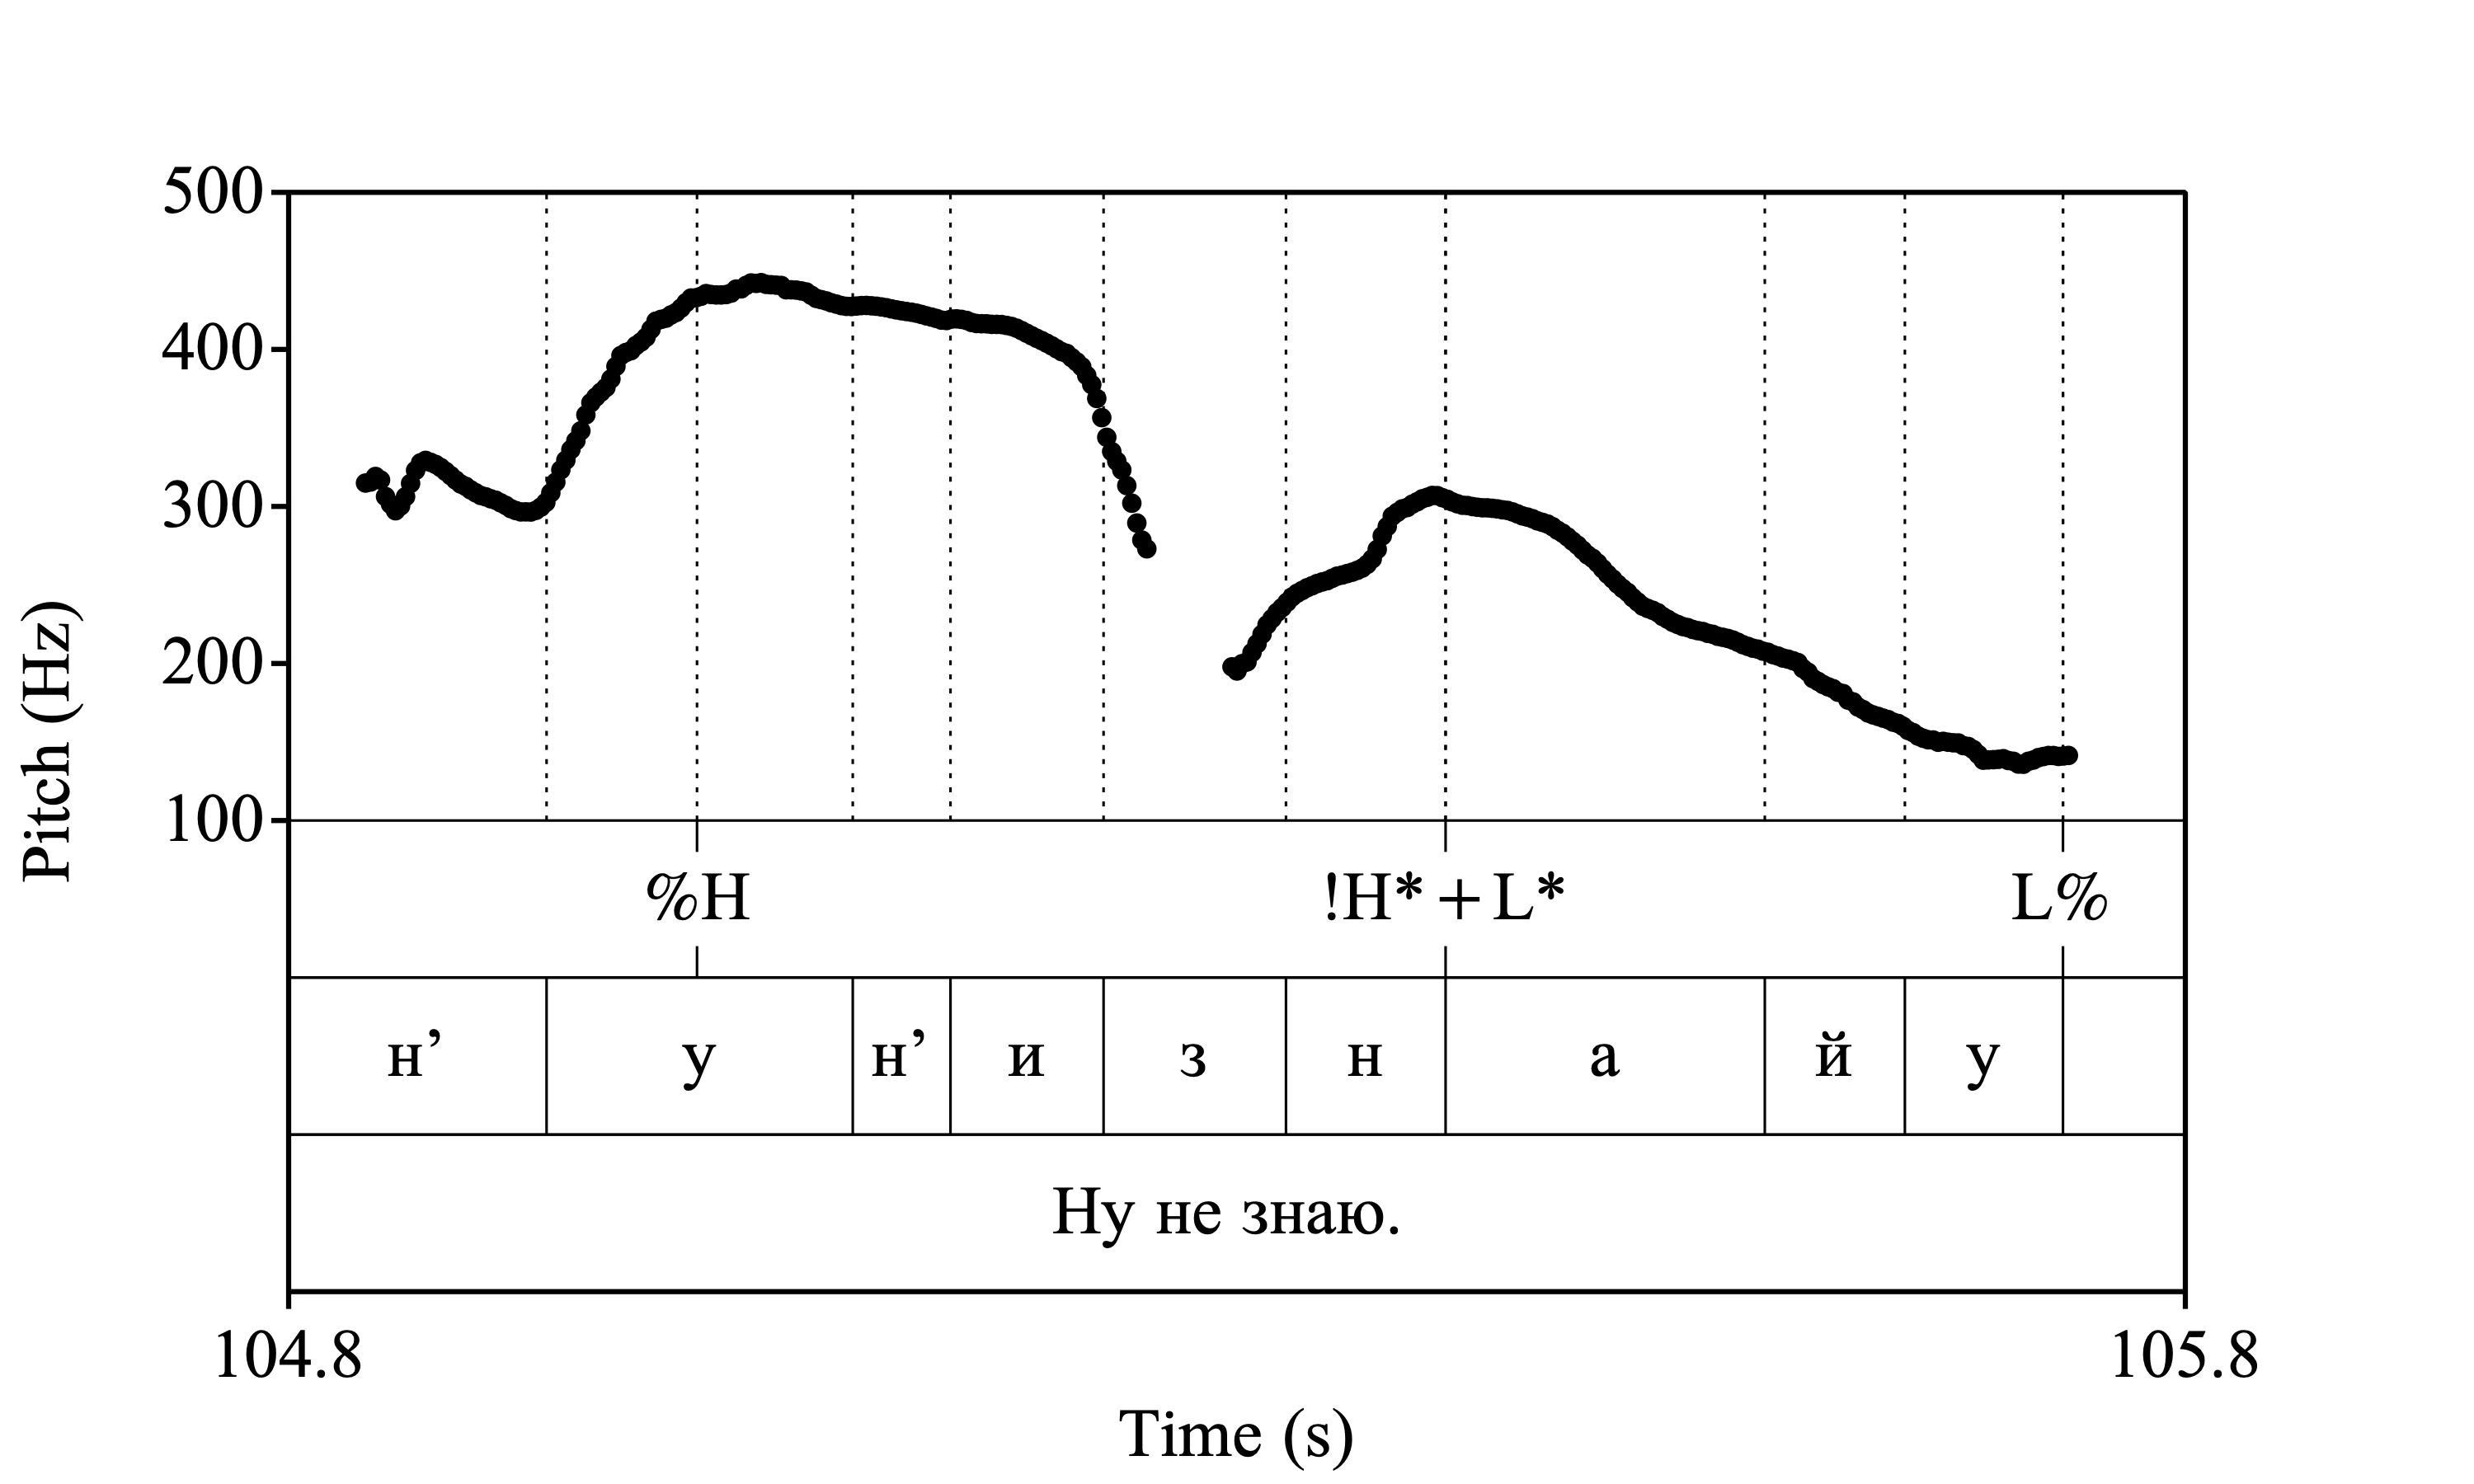 500
400
300
200
100
Pitch (Hz)
%H !H*+L* L%
н’ у н’ и з н а й у
Ну не знаю.
104.8 105.8
Time (s)